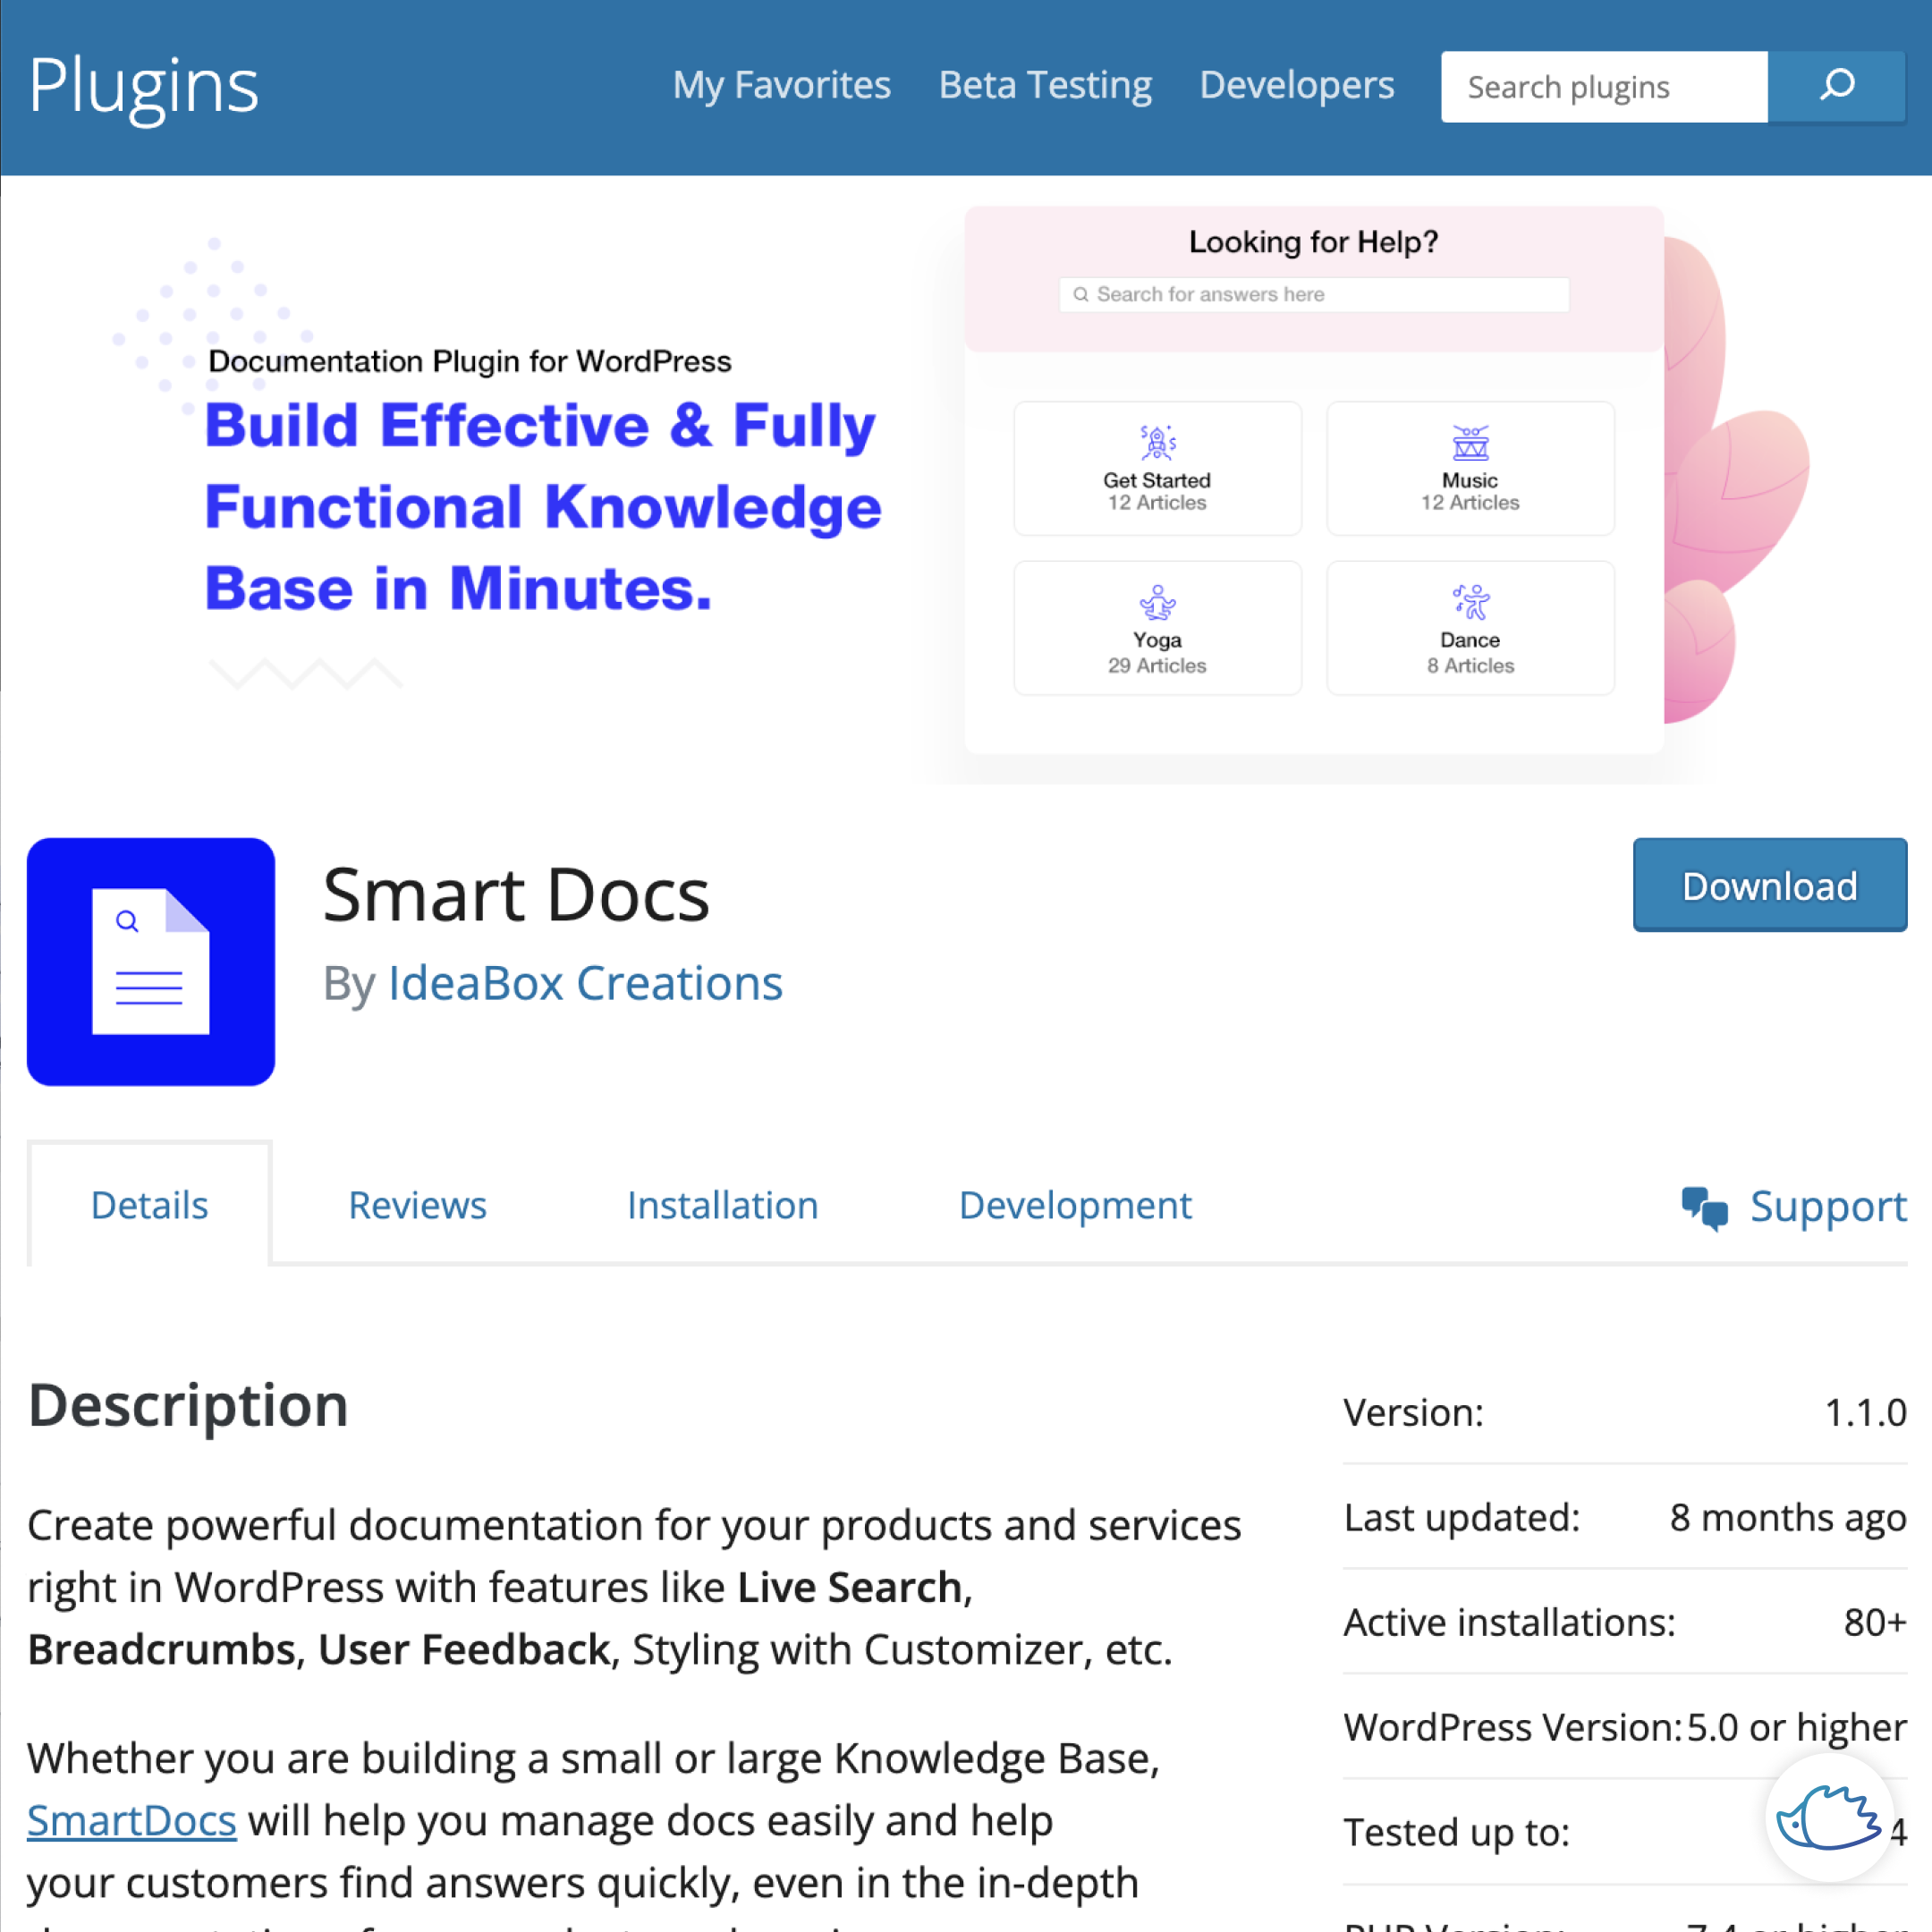 Plugins
My Favorites
Beta Testing
Developers
Search plugins
Documentation Plugin for WordPress
Build Effective & Fully
Functional Knowledge
Base in Minutes.
Looking for Help?
Search for answers here
Get Started
12 Articles
Music
12 Articles
Yoga
29 Articles
Dance
8 Articles
Smart Docs
By IdeaBox Creations
Download
Details
Reviews
Installation
Development
Support
Description
Create powerful documentation for your products and services
right in WordPress with features like Live Search,
Breadcrumbs, User Feedback, Styling with Customizer, etc.
Whether you are building a small or large Knowledge Base,
SmartDocs will help you manage docs easily and help
your customers find answers quickly, even in the in-depth
Version: 1.1.0
Last updated: 8 months ago
Active installations: 80+
WordPress Version: 5.0 or higher
Tested up to: